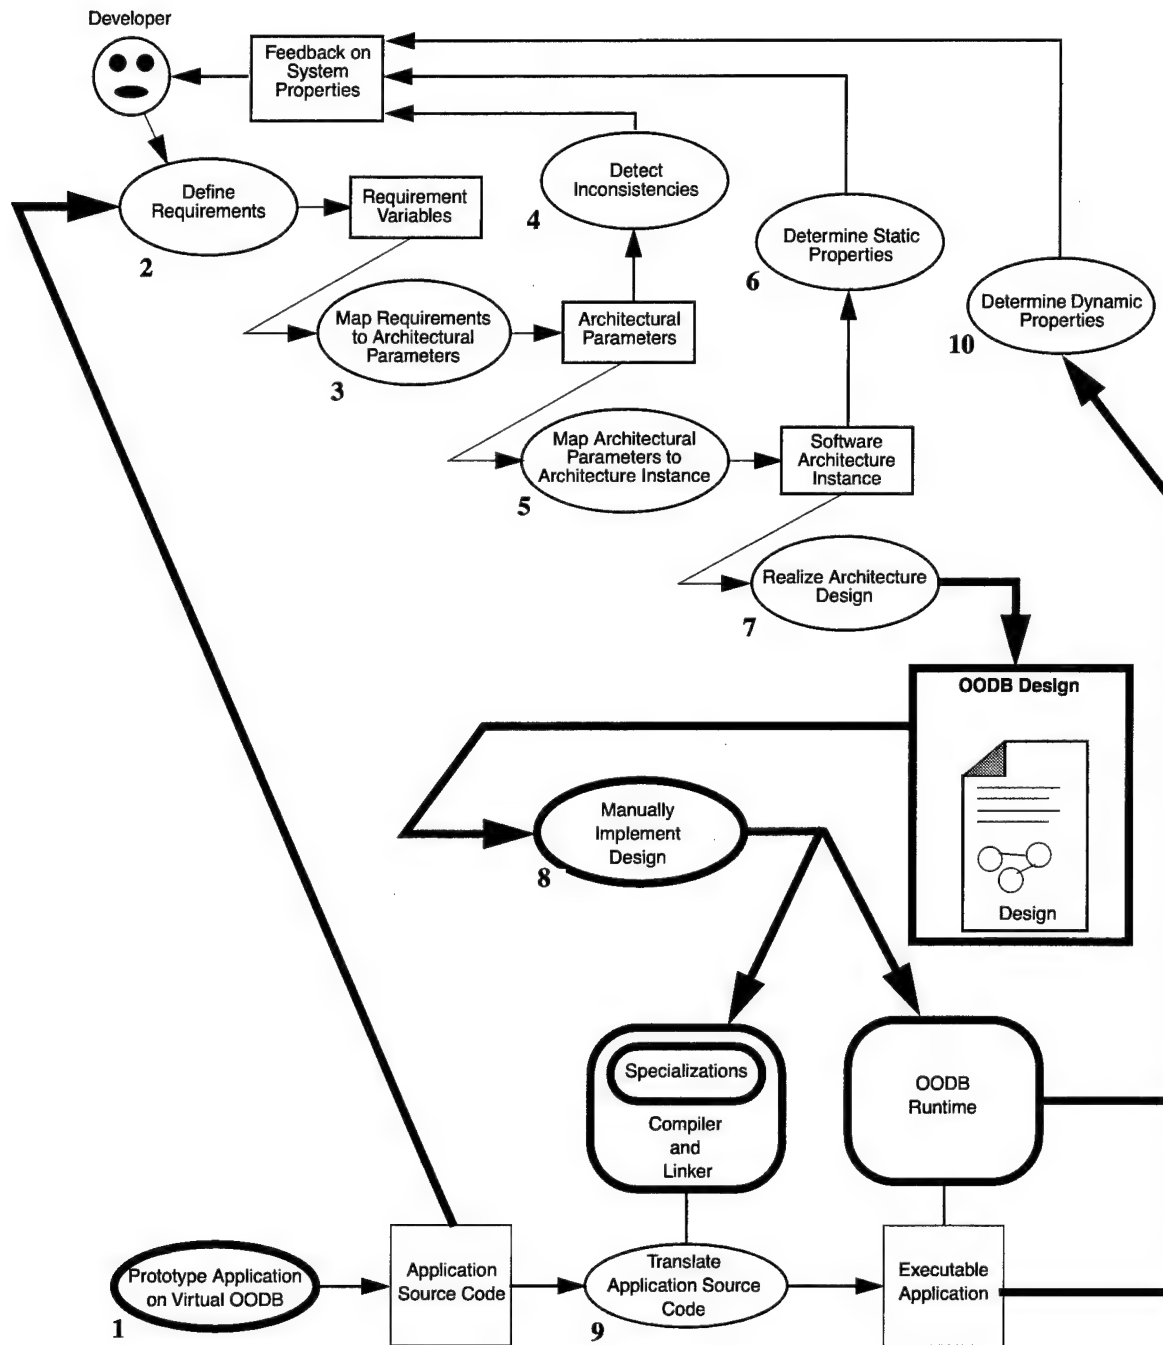 Developer
Feedback on
System
Properties
Define
Requirements
2
Requirement
Variables
Detect
Inconsistencies
4
Determine Static
Properties
6
Determine Dynamic
Properties
10
Map Requirements
to Architectural
Parameters
3
Architectural
Parameters
Map Architectural
Parameters to
Architecture Instance
5
Software
Architecture
Instance
Realize Architecture
Design
7
OODB Design
Design
Manually
Implement
Design
8
Specializations
Compiler
and
Linker
OODB
Runtime
Prototype Application
on Virtual OODB
1
Application
Source Code
Translate
Application Source
Code
9
Executable
Application